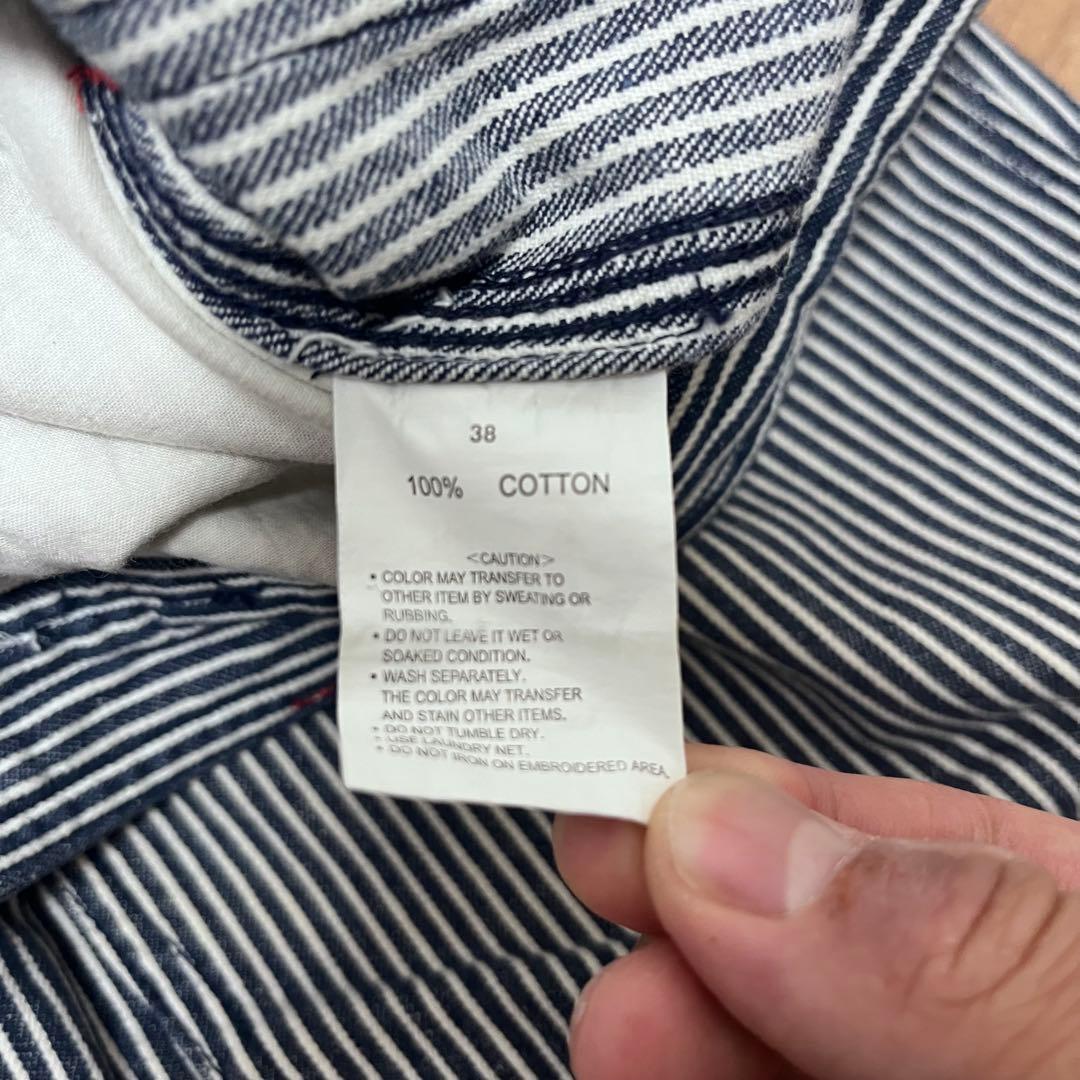 38
100% COTTON
<CAUTION>
• COLOR MAY TRANSFER TO
OTHER ITEM BY SWEATING OR
RUBBING.
• DO NOT LEAVE IT WET OR
SOAKED CONDITION.
• WASH SEPARATELY.
THE COLOR MAY TRANSFER
AND STAIN OTHER ITEMS.
• DO NOT TUMBLE DRY.
• USE LAUNDRY NET.
• DO NOT IRON ON EMBROIDERED AREA.